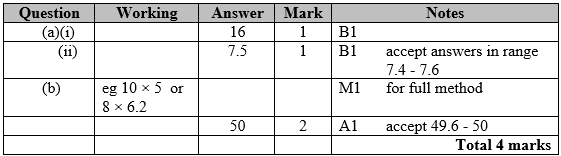 Question Working Answer Mark Notes
(a)(i) 16 1 B1
(ii) 7.5 1 B1 accept answers in range
7.4 - 7.6
(b) eg 10 × 5 or M1 for full method
8 × 6.2
50 2 A1 accept 49.6 - 50
Total 4 marks